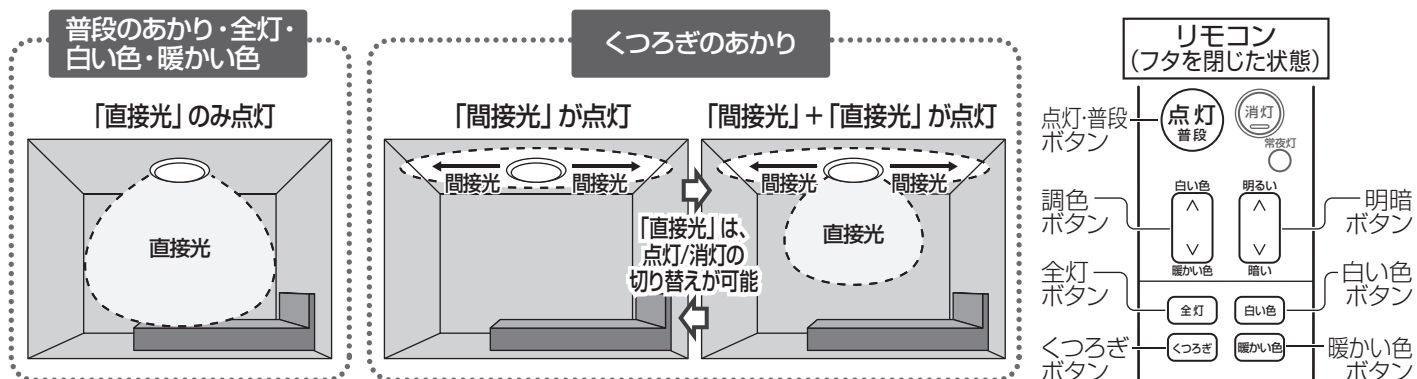 普段のあかり・全灯・
白い色・暖かい色
「直接光」のみ点灯
直接光
くつろぎのあかり
「間接光」が点灯
間接光
間接光
「直接光」は、
点灯/消灯の
切り替えが可能
「間接光」+「直接光」が点灯
間接光
間接光
直接光
リモコン
(フタを閉じた状態)
点灯・普段
ボタン
点灯
普段
消灯
常夜灯
調色
ボタン
白い色
暖かい色
明るい
暗い
明暗
ボタン
全灯
ボタン
全灯
白い色
白い色
ボタン
くつろぎ
ボタン
くつろぎ
暖かい色
暖かい色
ボタン